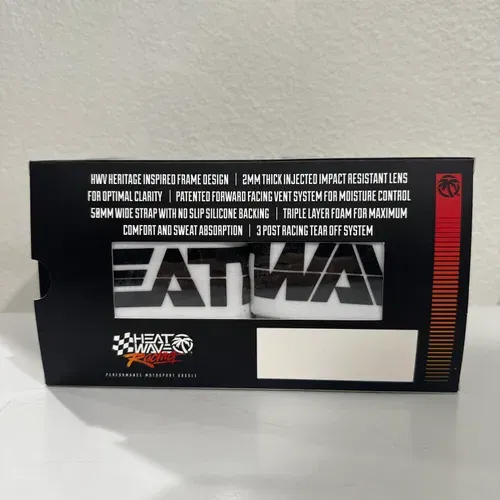 HWV HERITAGE INSPIRED FRAME DESIGN | 2MM THICK INJECTED IMPACT RESISTANT LENS
FOR OPTIMAL CLARITY | PATENTED FORWARD FACING VENT SYSTEM FOR MOISTURE CONTROL
58MM WIDE STRAP WITH NO SLIP SILICONE BACKING | TRIPLE LAYER FOAM FOR MAXIMUM
COMFORT AND SWEAT ABSORPTION | 3 POST RACING TEAR OFF SYSTEM
EATWAV
HEAT
WAVE
Racing
PERFORMANCE MOTORSPORT GOGGLE